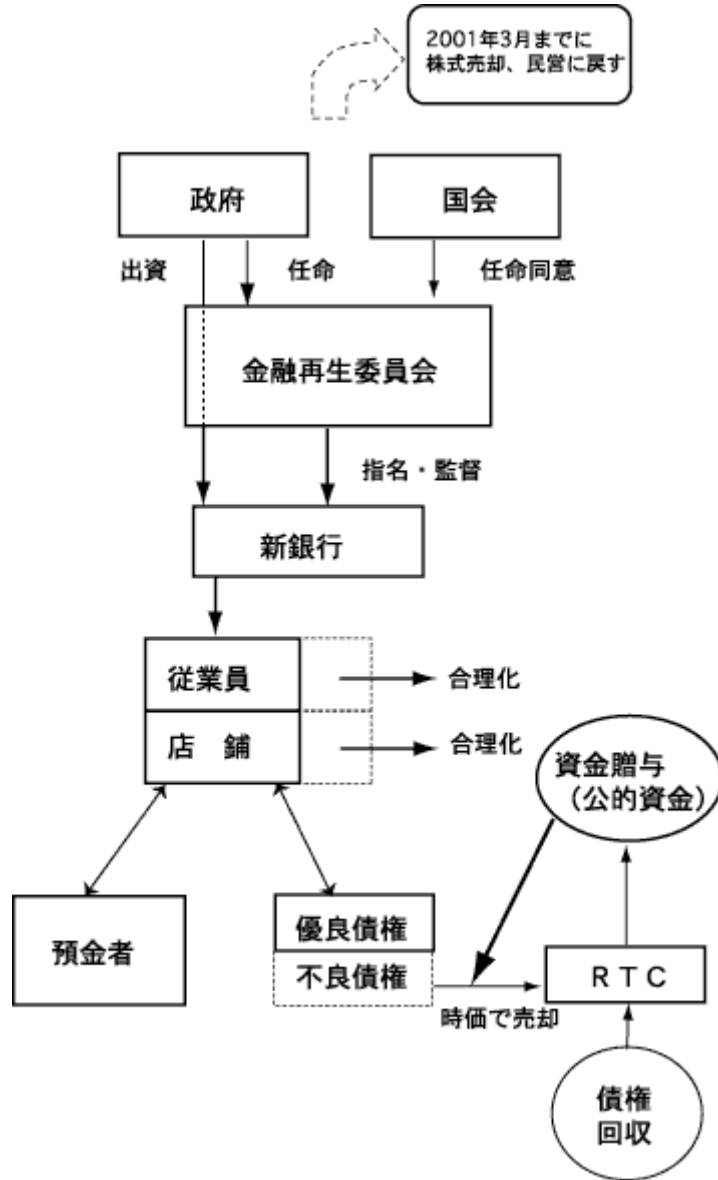 2001年3月までに
株式売却、民営に戻す
政府
国会
出資
任命
任命同意
金融再生委員会
指名・監督
新銀行
従業員
合理化
店　舗
合理化
資金贈与
（公的資金）
預金者
優良債権
不良債権
時価で売却
ＲＴＣ
債権
回収